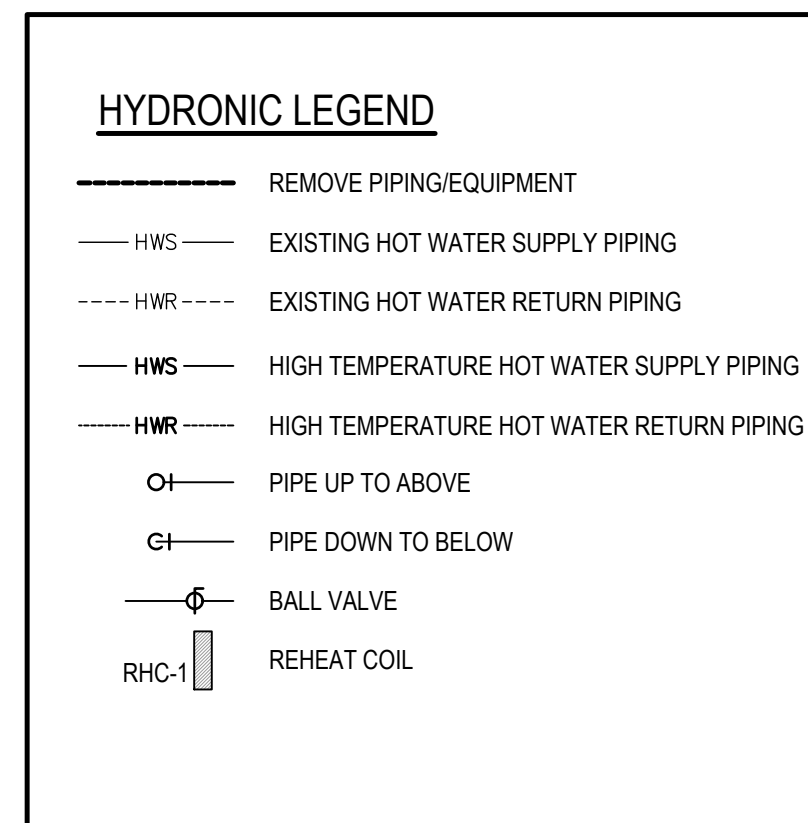 HYDRONIC LEGEND
REMOVE PIPING/EQUIPMENT
HWS EXISTING HOT WATER SUPPLY PIPING
HWR EXISTING HOT WATER RETURN PIPING
HWS HIGH TEMPERATURE HOT WATER SUPPLY PIPING
HWR HIGH TEMPERATURE HOT WATER RETURN PIPING
PIPE UP TO ABOVE
PIPE DOWN TO BELOW
BALL VALVE
RHC-1 REHEAT COIL